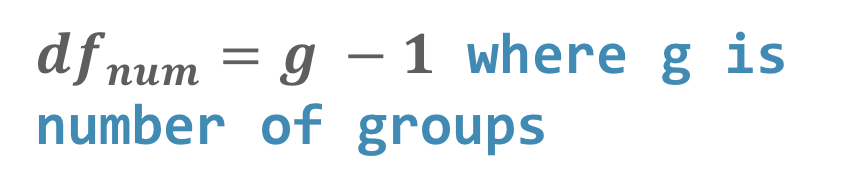 df_num = g − 1 where g is
number of groups